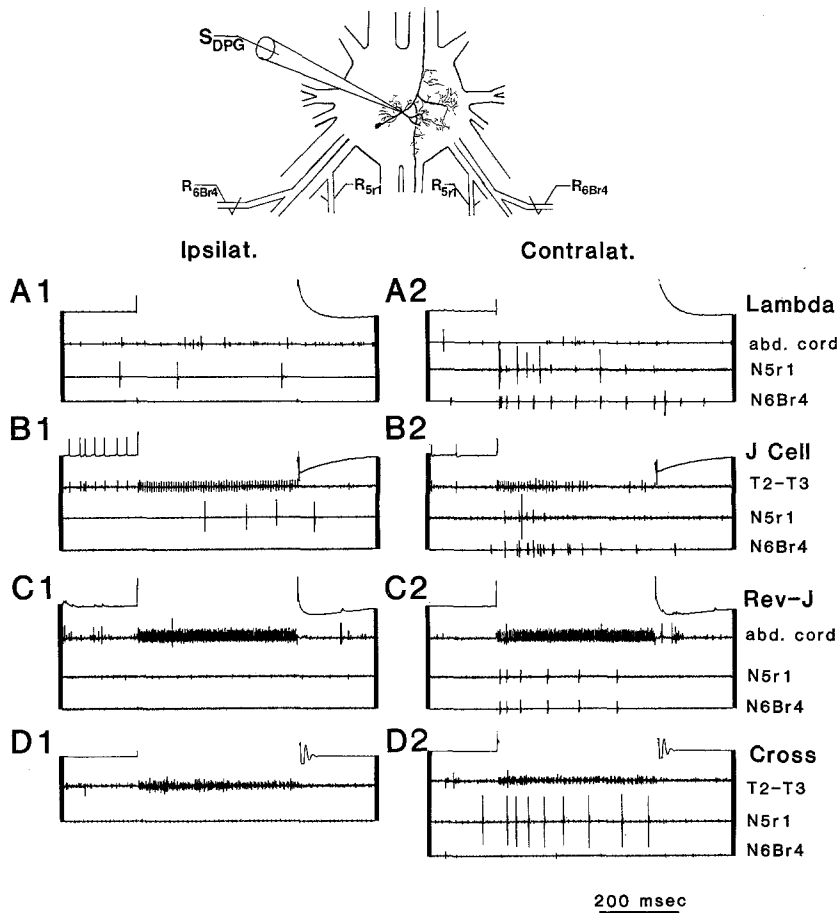 SDPG
R6Br4 R5r1 R5r1 R6Br4
Ipsilat. Contralat.
A1 A2 Lambda
abd. cord
N5r1
N6Br4
B1 B2 J Cell
T2-T3
N5r1
N6Br4
C1 C2 Rev-J
abd. cord
N5r1
N6Br4
D1 D2 Cross
T2-T3
N5r1
N6Br4
200 msec